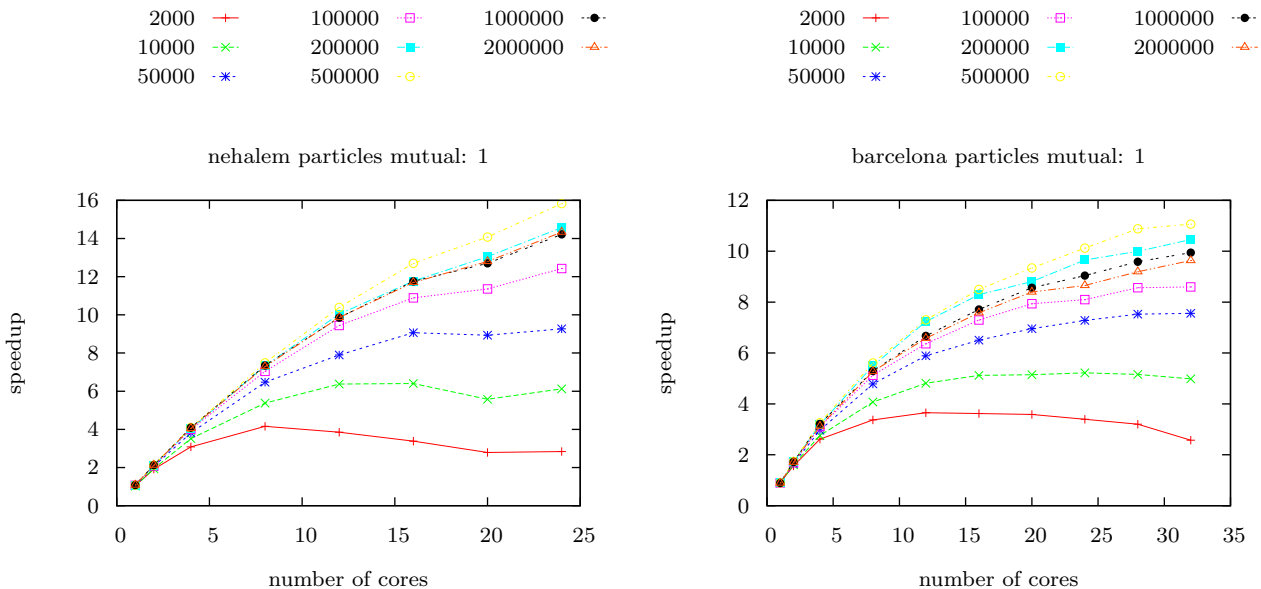 2000 100000 1000000
10000 200000 2000000
50000 500000
nehalem particles mutual: 1
16
14
12
10
8
6
4
2
0
speedup
0 5 10 15 20 25
number of cores
2000 100000 1000000
10000 200000 2000000
50000 500000
barcelona particles mutual: 1
12
10
8
6
4
2
0
speedup
0 5 10 15 20 25 30 35
number of cores